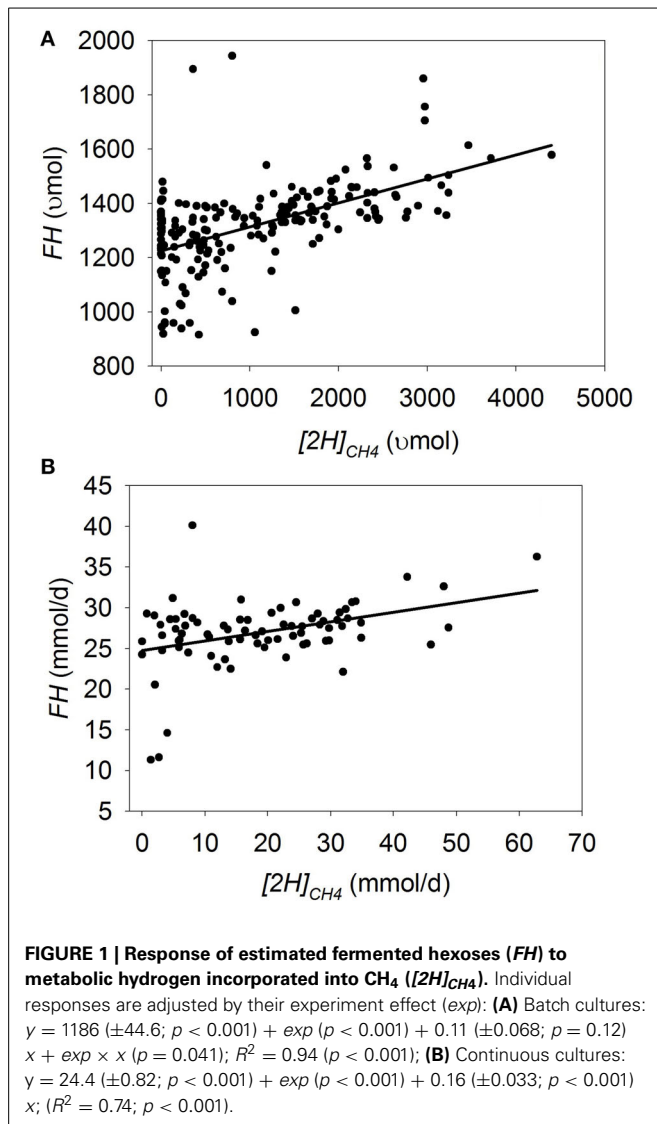 A
2000
1800
1600
1400
1200
1000
800
FH (υmol)
0 1000 2000 3000 4000 5000
[2H]CH4 (υmol)
B
45
40
35
30
25
20
15
10
5
FH (mmol/d)
0 10 20 30 40 50 60 70
[2H]CH4 (mmol/d)
FIGURE 1 | Response of estimated fermented hexoses (FH) to
metabolic hydrogen incorporated into CH4 ([2H]CH4). Individual
responses are adjusted by their experiment effect (exp): (A) Batch cultures:
y = 1186 (±44.6; p < 0.001) + exp (p < 0.001) + 0.11 (±0.068; p = 0.12)
x + exp × x (p = 0.041); R² = 0.94 (p < 0.001); (B) Continuous cultures:
y = 24.4 (±0.82; p < 0.001) + exp (p < 0.001) + 0.16 (±0.033; p < 0.001)
x; (R² = 0.74; p < 0.001).